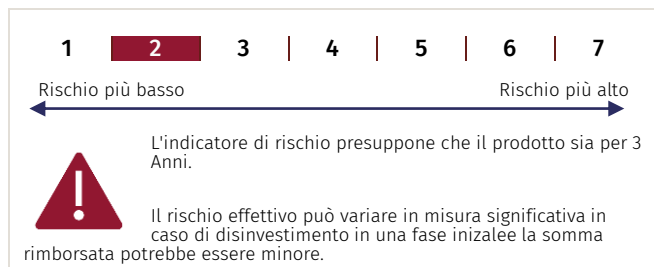 1 2 3 4 5 6 7
Rischio più basso Rischio più alto
L'indicatore di rischio presuppone che il prodotto sia per 3
Anni.
Il rischio effettivo può variare in misura significativa in
caso di disinvestimento in una fase inizalee la somma
rimborsata potrebbe essere minore.